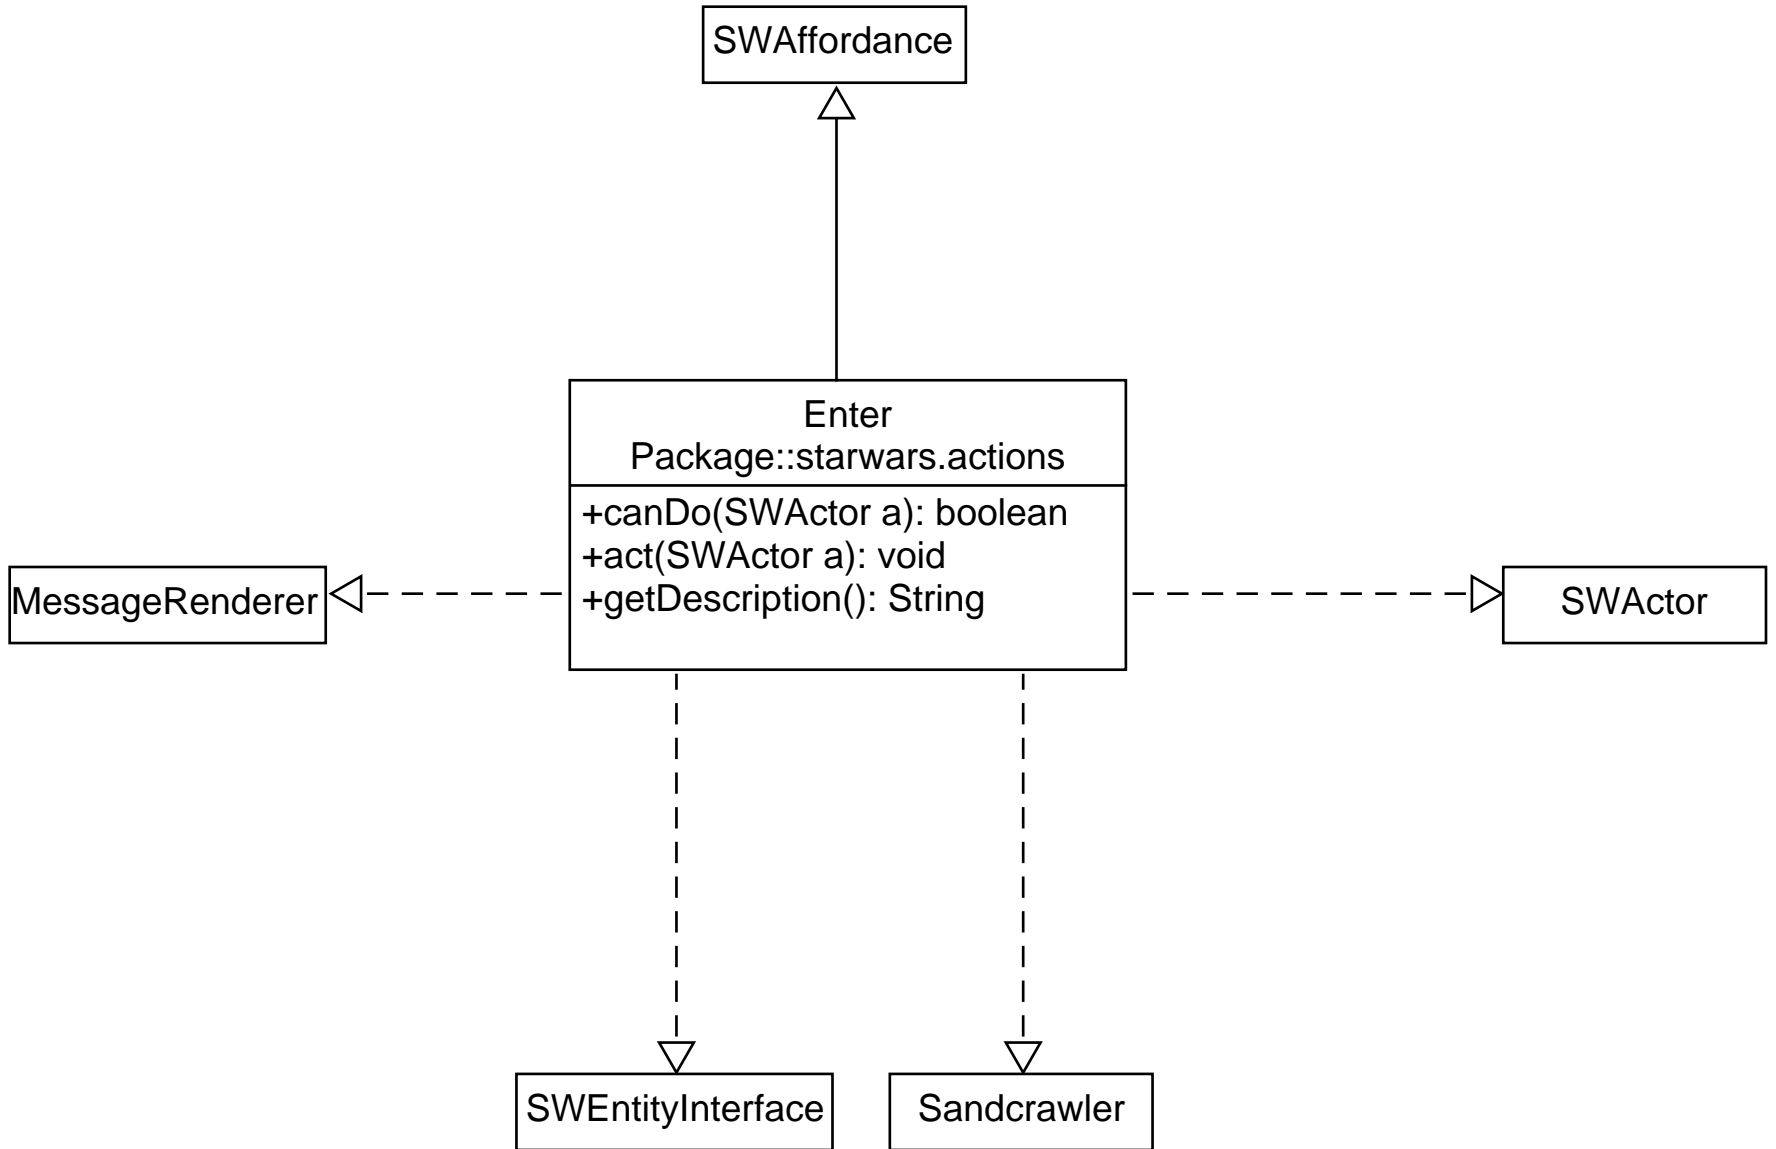 SWAffordance
Enter
Package::starwars.actions
+canDo(SWActor a): boolean
+act(SWActor a): void
+getDescription(): String
MessageRenderer
SWActor
SWEntityInterface
Sandcrawler